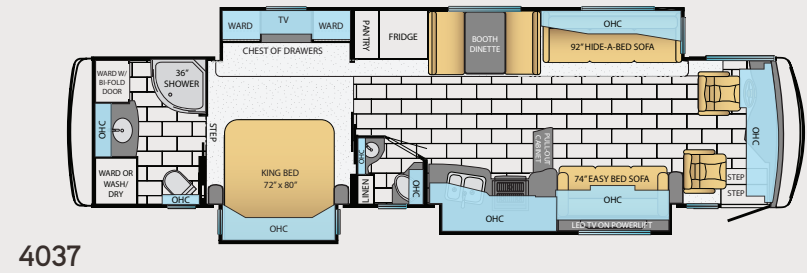 WARD
TV
WARD
CHEST OF DRAWERS
PANTRY
FRIDGE
BOOTH
DINETTE
OHC
92" HIDE-A-BED SOFA
WARD W/
BI-FOLD
DOOR
36"
SHOWER
OHC
STEP
WARD OR
WASH/
DRY
OHC
KING BED
72" x 80"
OHC
OHC
LINEN
OHC
OHC
PULLOUT
CABINET
74" EASY BED SOFA
OHC
LED TV ON POWERLIFT
OHC
STEP
STEP
4037